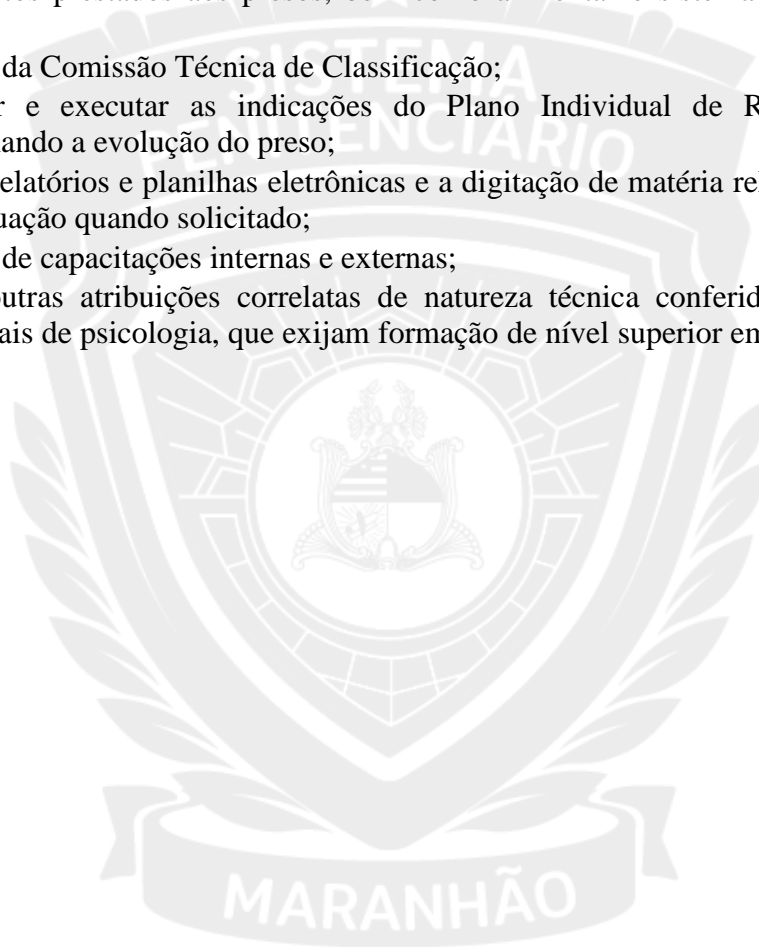 da Comissão Técnica de Classificação;
r e executar as indicações do Plano Individual de R
ando a evolução do preso;
elatórios e planilhas eletrônicas e a digitação de matéria re
uação quando solicitado;
de capacitações internas e externas;
outras atribuições correlatas de natureza técnica conferid
ais de psicologia, que exijam formação de nível superior em
SISTEMA
PENITENCIÁRIO
MARANHÃO